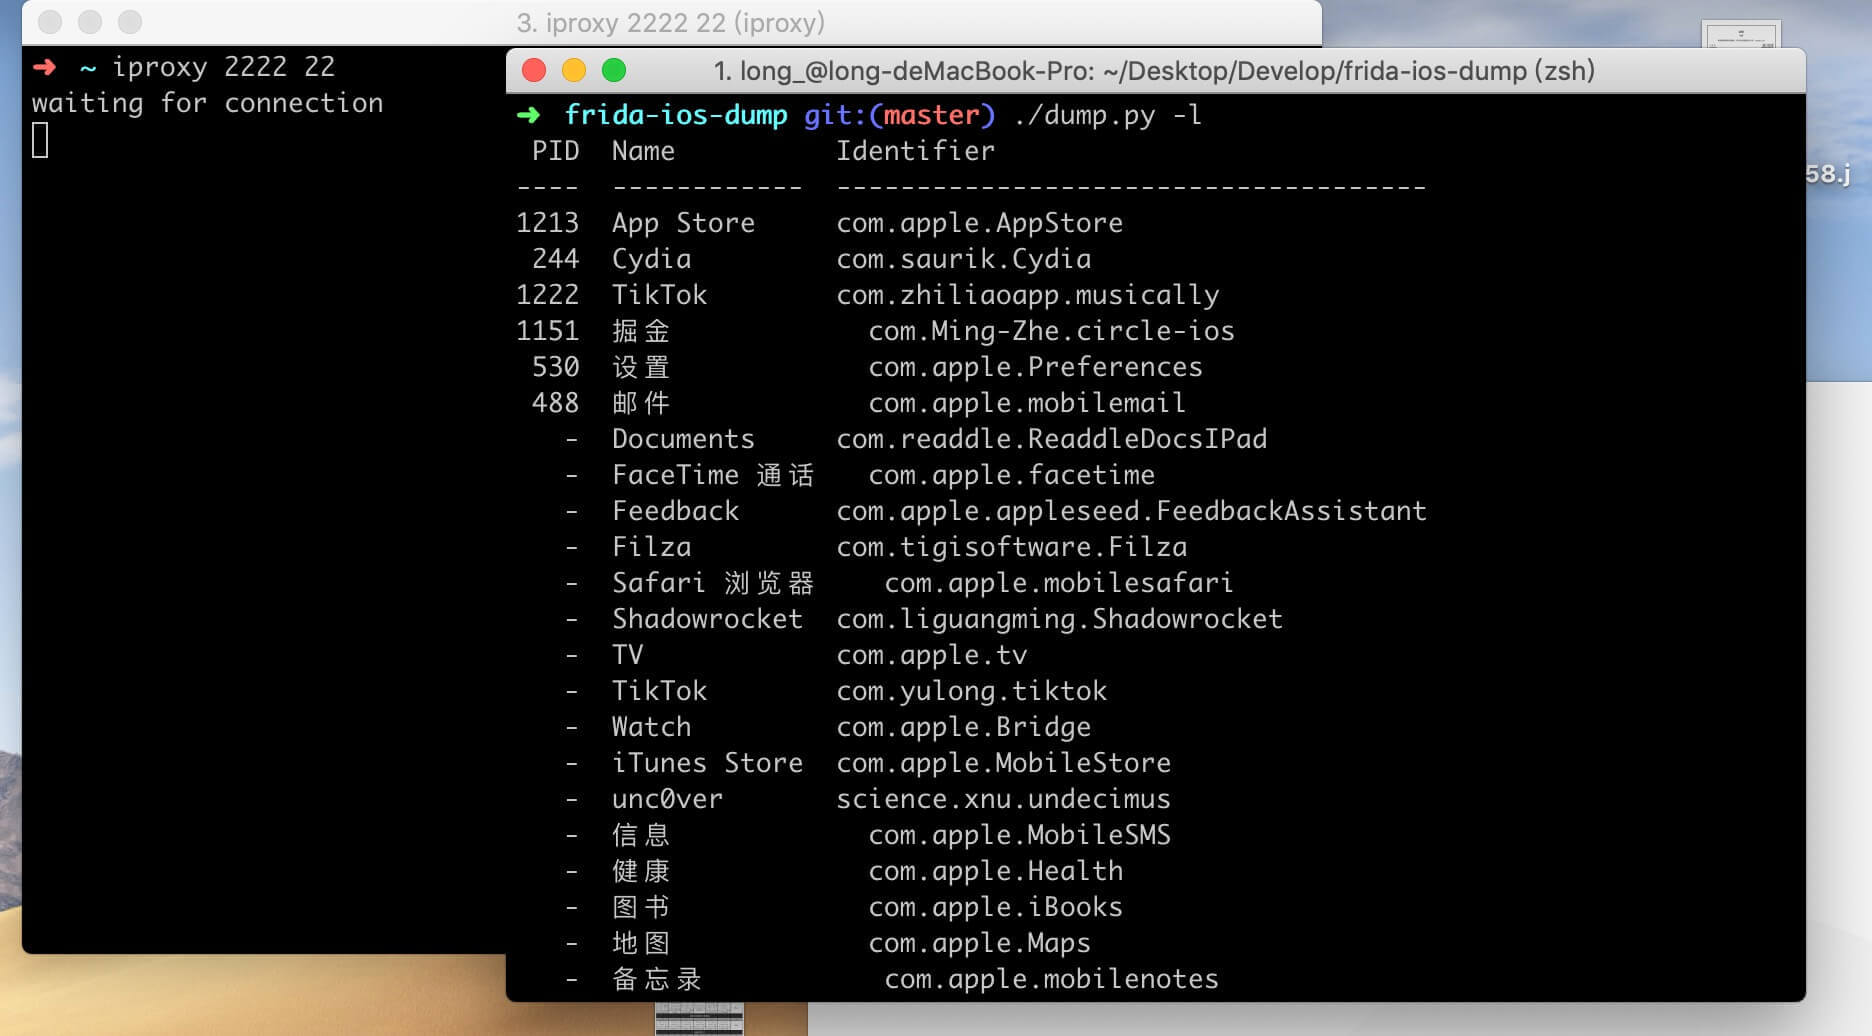 3. iproxy 2222 22 (iproxy)
➜ ~ iproxy 2222 22
waiting for connection
1. long_@long-deMacBook-Pro: ~/Desktop/Develop/frida-ios-dump (zsh)
➜ frida-ios-dump git:(master) ./dump.py -l
PID Name Identifier
---- ------------ -------------------------------------
1213 App Store com.apple.AppStore
244 Cydia com.saurik.Cydia
1222 TikTok com.zhiliaoapp.musically
1151 掘金 com.Ming-Zhe.circle-ios
530 设置 com.apple.Preferences
488 邮件 com.apple.mobilemail
- Documents com.readdle.ReaddleDocsIPad
- FaceTime 通话 com.apple.facetime
- Feedback com.apple.appleseed.FeedbackAssistant
- Filza com.tigisoftware.Filza
- Safari 浏览器 com.apple.mobilesafari
- Shadowrocket com.liguangming.Shadowrocket
- TV com.apple.tv
- TikTok com.yulong.tiktok
- Watch com.apple.Bridge
- iTunes Store com.apple.MobileStore
- unc0ver science.xnu.undecimus
- 信息 com.apple.MobileSMS
- 健康 com.apple.Health
- 图书 com.apple.iBooks
- 地图 com.apple.Maps
- 备忘录 com.apple.mobilenotes
58.j